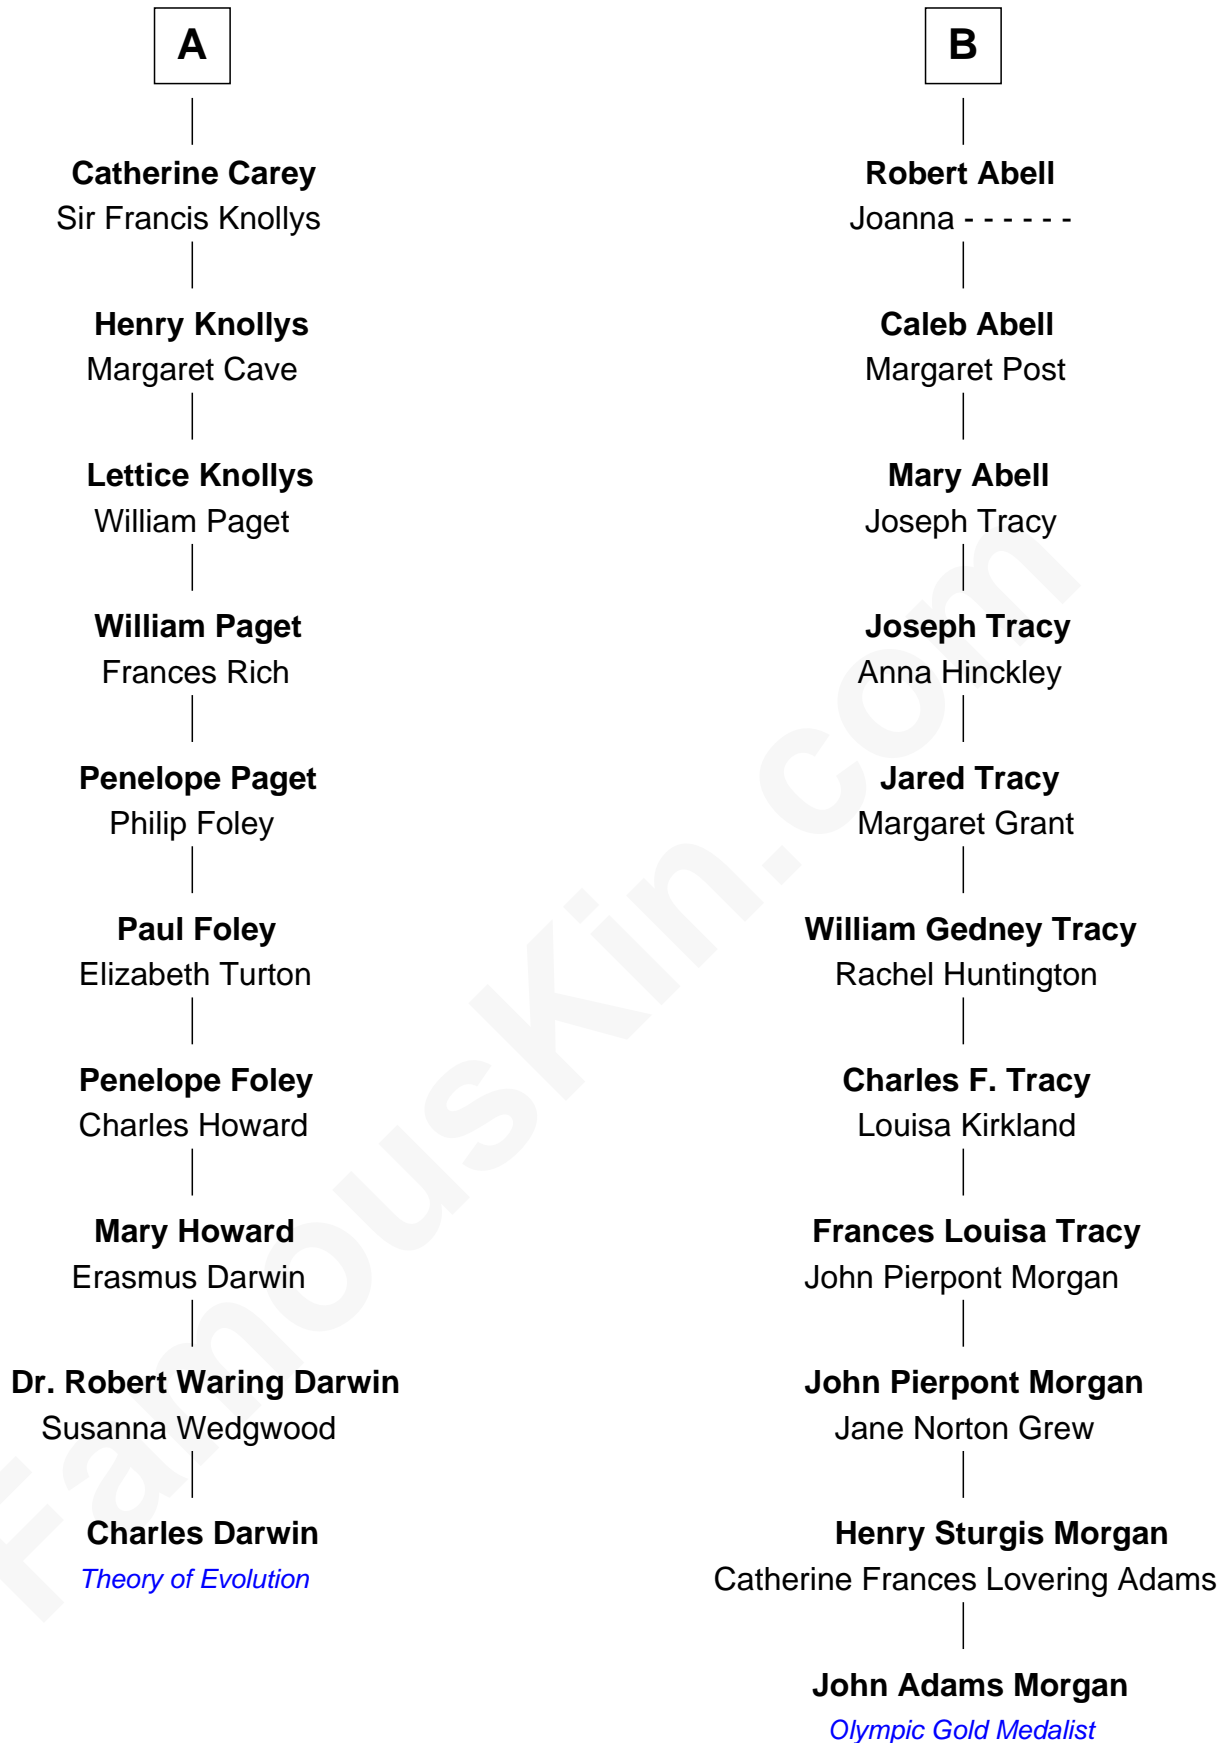 A
Catherine Carey
Sir Francis Knollys
Henry Knollys
Margaret Cave
Lettice Knollys
William Paget
William Paget
Frances Rich
Penelope Paget
Philip Foley
Paul Foley
Elizabeth Turton
Penelope Foley
Charles Howard
Mary Howard
Erasmus Darwin
Dr. Robert Waring Darwin
Susanna Wedgwood
Charles Darwin
Theory of Evolution
B
Robert Abell
Joanna - - - - - -
Caleb Abell
Margaret Post
Mary Abell
Joseph Tracy
Joseph Tracy
Anna Hinckley
Jared Tracy
Margaret Grant
William Gedney Tracy
Rachel Huntington
Charles F. Tracy
Louisa Kirkland
Frances Louisa Tracy
John Pierpont Morgan
John Pierpont Morgan
Jane Norton Grew
Henry Sturgis Morgan
Catherine Frances Lovering Adams
John Adams Morgan
Olympic Gold Medalist
FamousKin.com